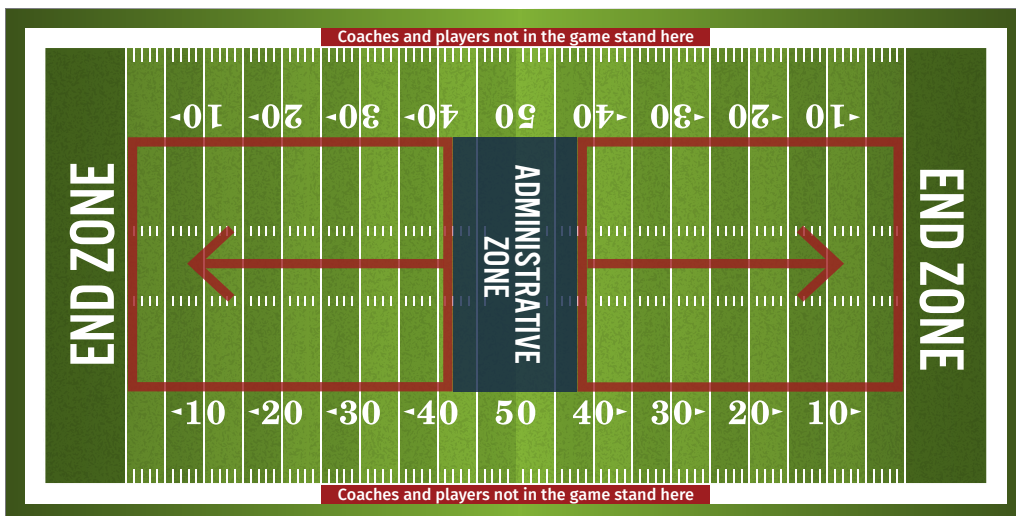 Coaches and players not in the game stand here
◂10 ◂20 ◂30 ◂40 50 40▸ 30▸ 20▸ 10▸
END ZONE
ADMINISTRATIVE
ZONE
END ZONE
◂10 ◂20 ◂30 ◂40 50 40▸ 30▸ 20▸ 10▸
Coaches and players not in the game stand here